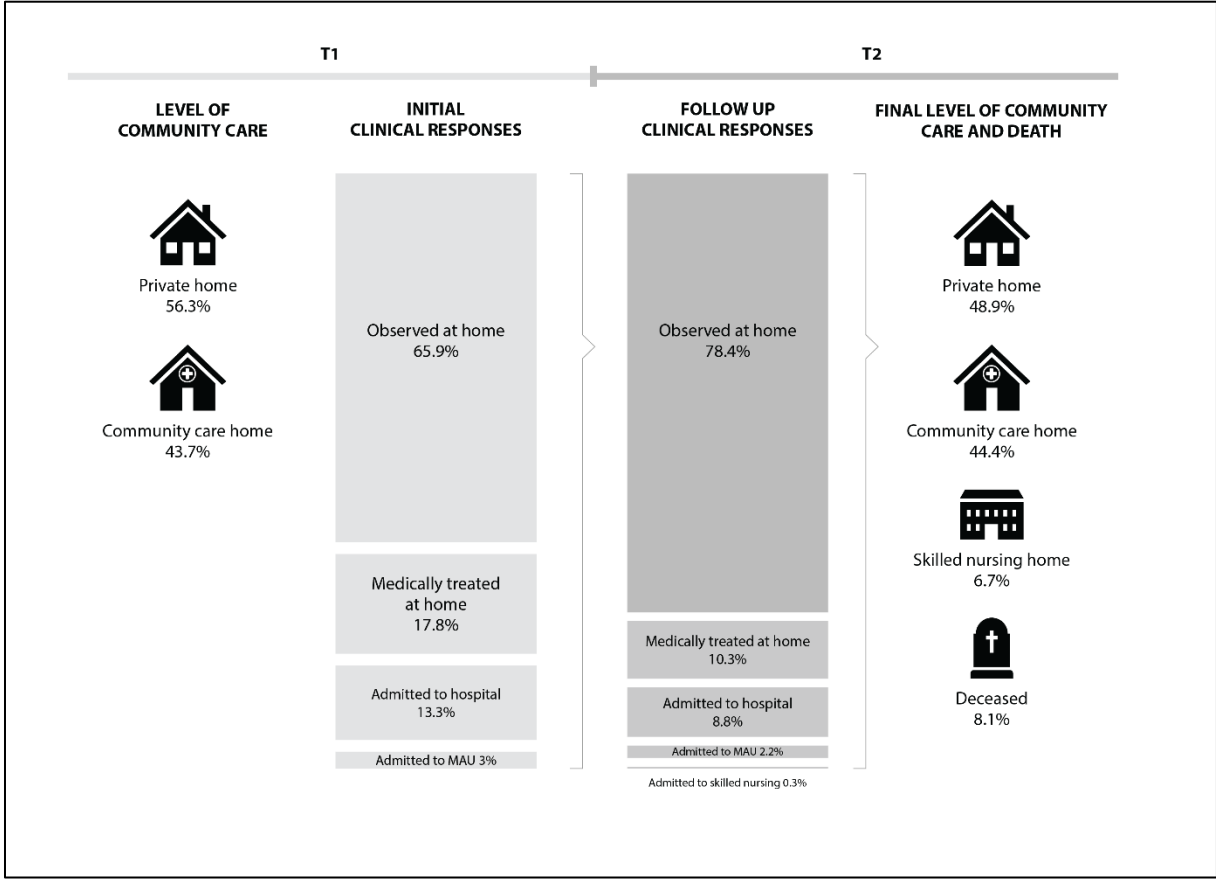 T1
T2
LEVEL OF
COMMUNITY CARE
INITIAL
CLINICAL RESPONSES
FOLLOW UP
CLINICAL RESPONSES
FINAL LEVEL OF COMMUNITY
CARE AND DEATH
Private home
56.3%
Community care home
43.7%
Observed at home
65.9%
Medically treated
at home
17.8%
Admitted to hospital
13.3%
Admitted to MAU 3%
Observed at home
78.4%
Medically treated at home
10.3%
Admitted to hospital
8.8%
Admitted to MAU 2.2%
Admitted to skilled nursing 0.3%
Private home
48.9%
Community care home
44.4%
Skilled nursing home
6.7%
Deceased
8.1%